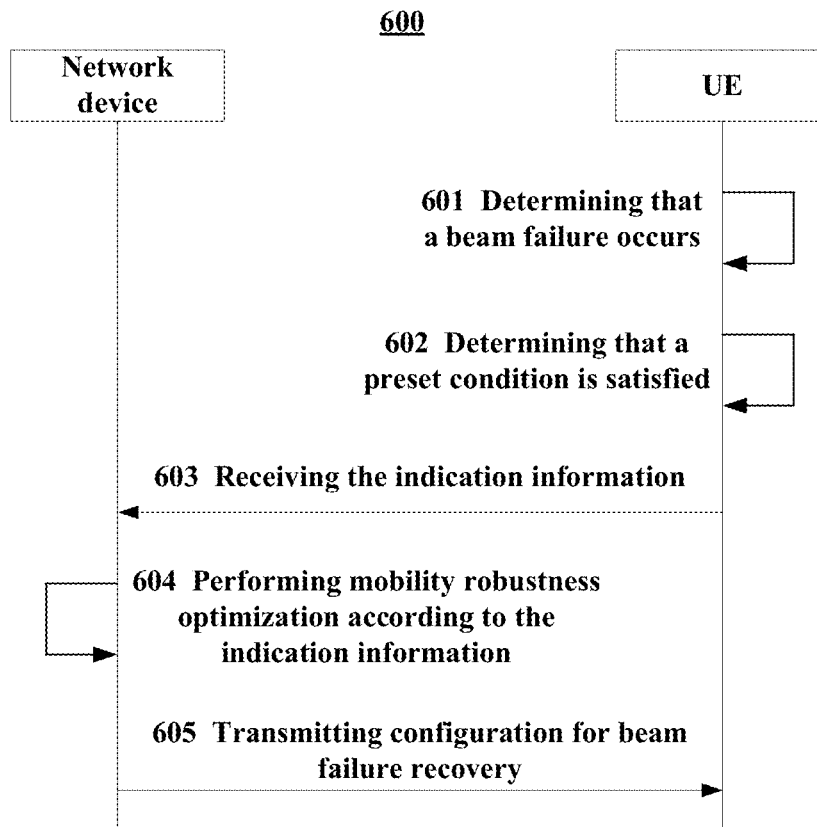 600
Network
device
UE
601 Determining that
a beam failure occurs
602 Determining that a
preset condition is satisfied
603 Receiving the indication information
604 Performing mobility robustness
optimization according to the
indication information
605 Transmitting configuration for beam
failure recovery